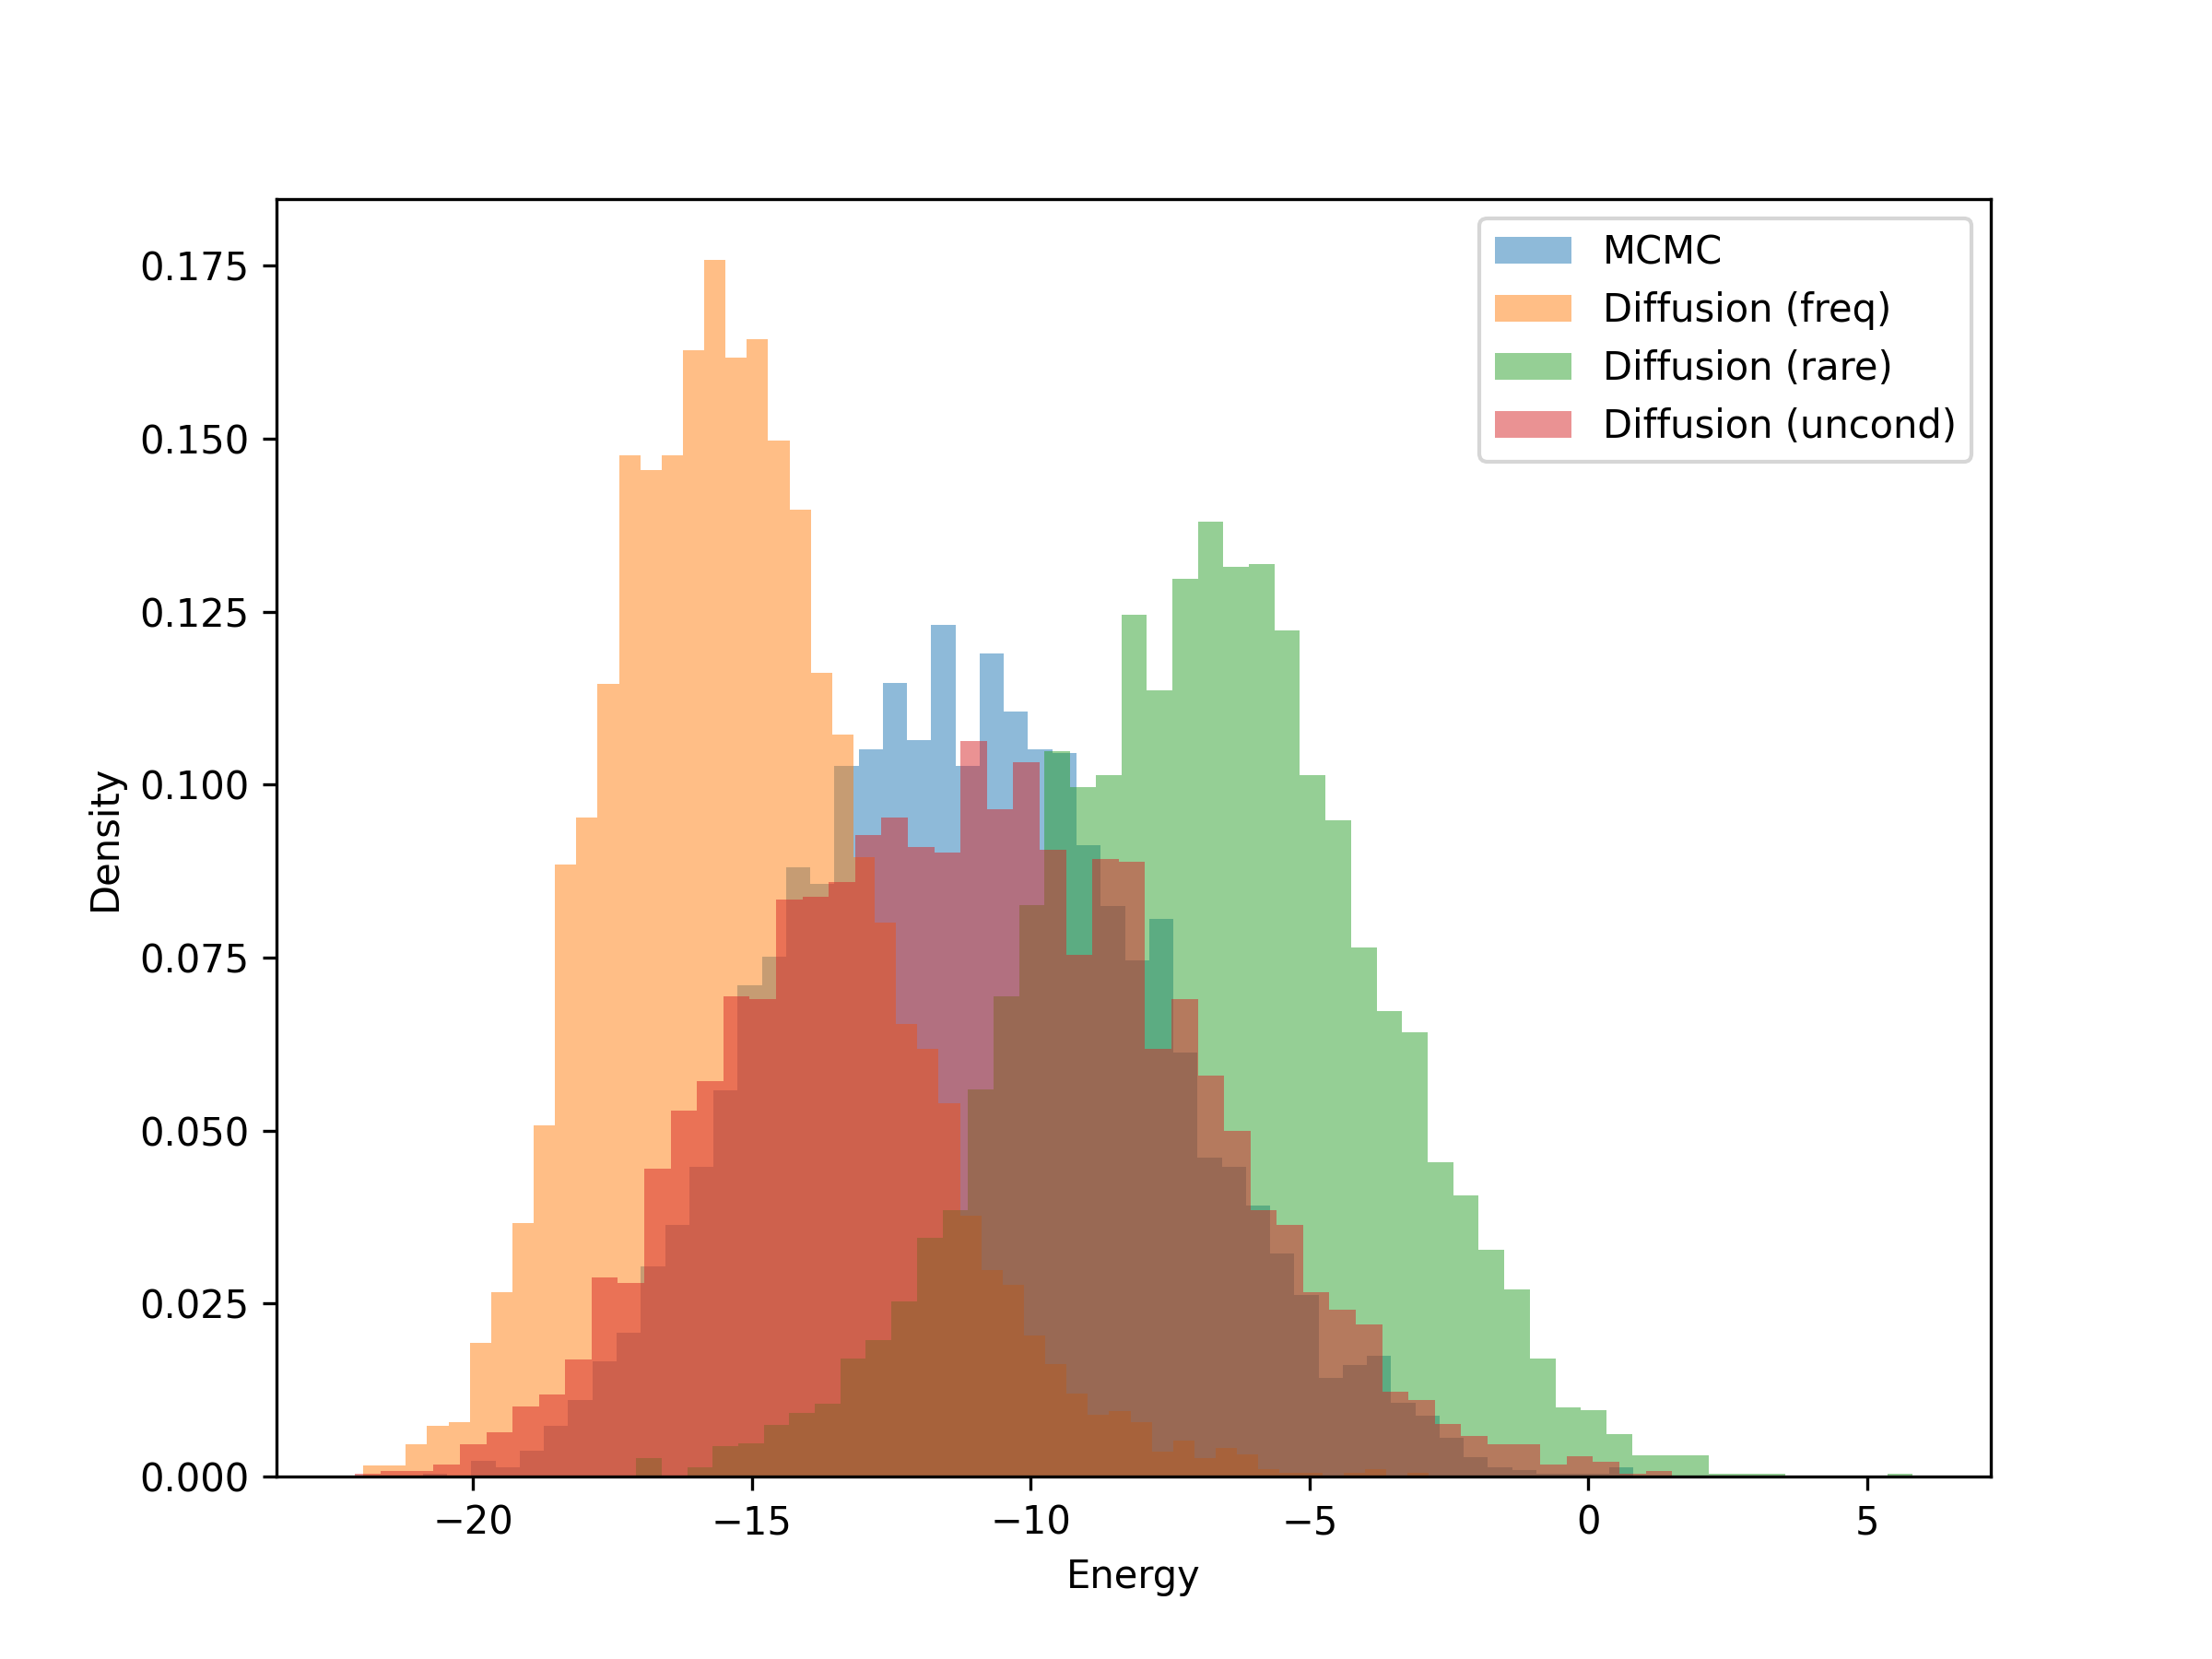 MCMC
Diffusion (freq)
Diffusion (rare)
Diffusion (uncond)
0.175
0.150
0.125
0.100
0.075
0.050
0.025
0.000
Density
−20 −15 −10 −5 0 5
Energy